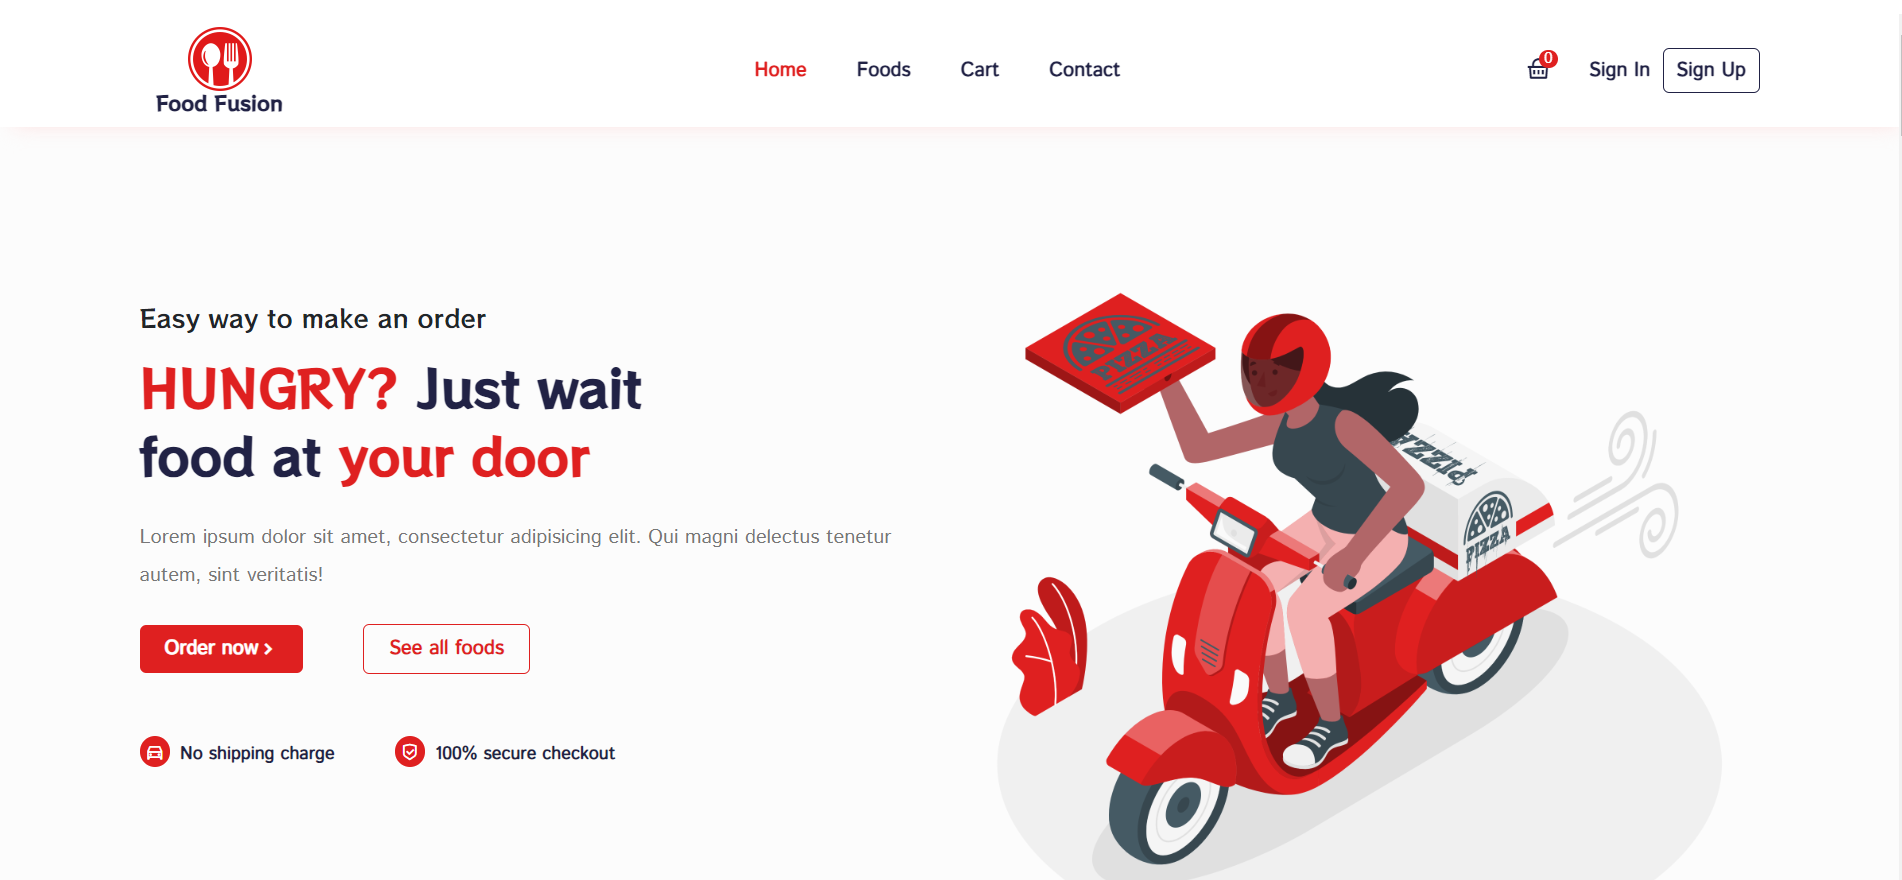 Food Fusion
Home Foods Cart Contact
0
Sign In Sign Up
Easy way to make an order
HUNGRY? Just wait
food at your door
Lorem ipsum dolor sit amet, consectetur adipisicing elit. Qui magni delectus tenetur
autem, sint veritatis!
Order now
See all foods
No shipping charge
100% secure checkout
PIZZA
PIZZA
PIZZA